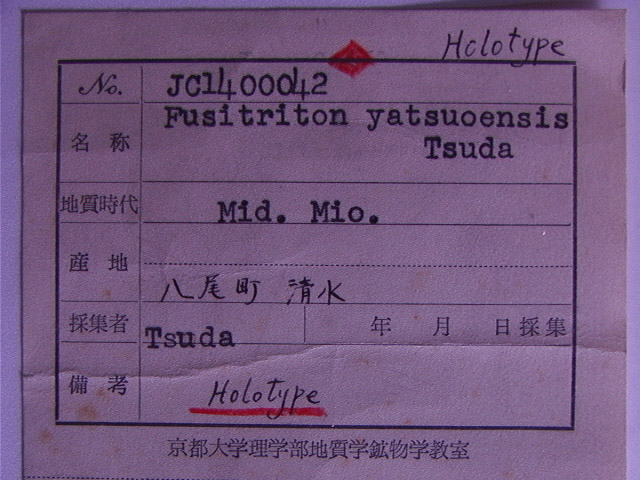 Holotype
No. JC1400042
名称 Fusitriton yatsuoensis
Tsuda
地質時代 Mid. Mio.
産地 八尾町 清水
採集者 Tsuda 年 月 日採集
備考 Holotype
京都大学理学部地質学鉱物学教室